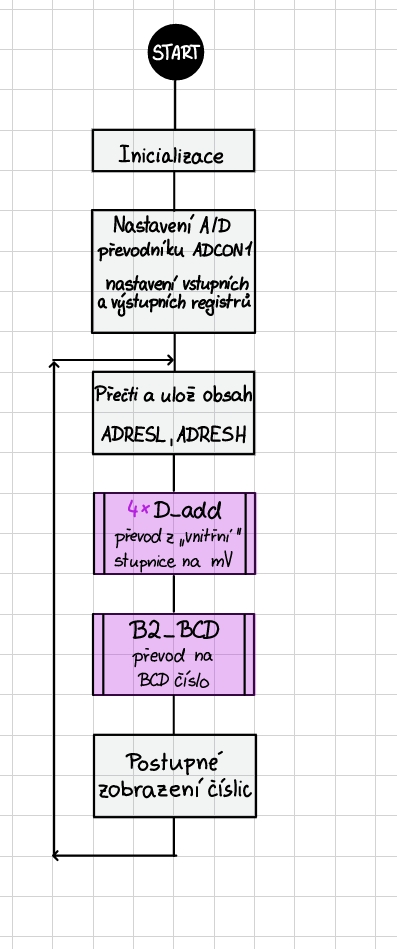 START
Inicializace
Nastavení A/D
převodníku ADCON1
nastavení vstupních
a výstupních registrů
Přečti a ulož obsah
ADRESL, ADRESH
4× D_add
převod z „vnitřní"
stupnice na mV
B2_BCD
převod na
BCD číslo
Postupné
zobrazení číslic